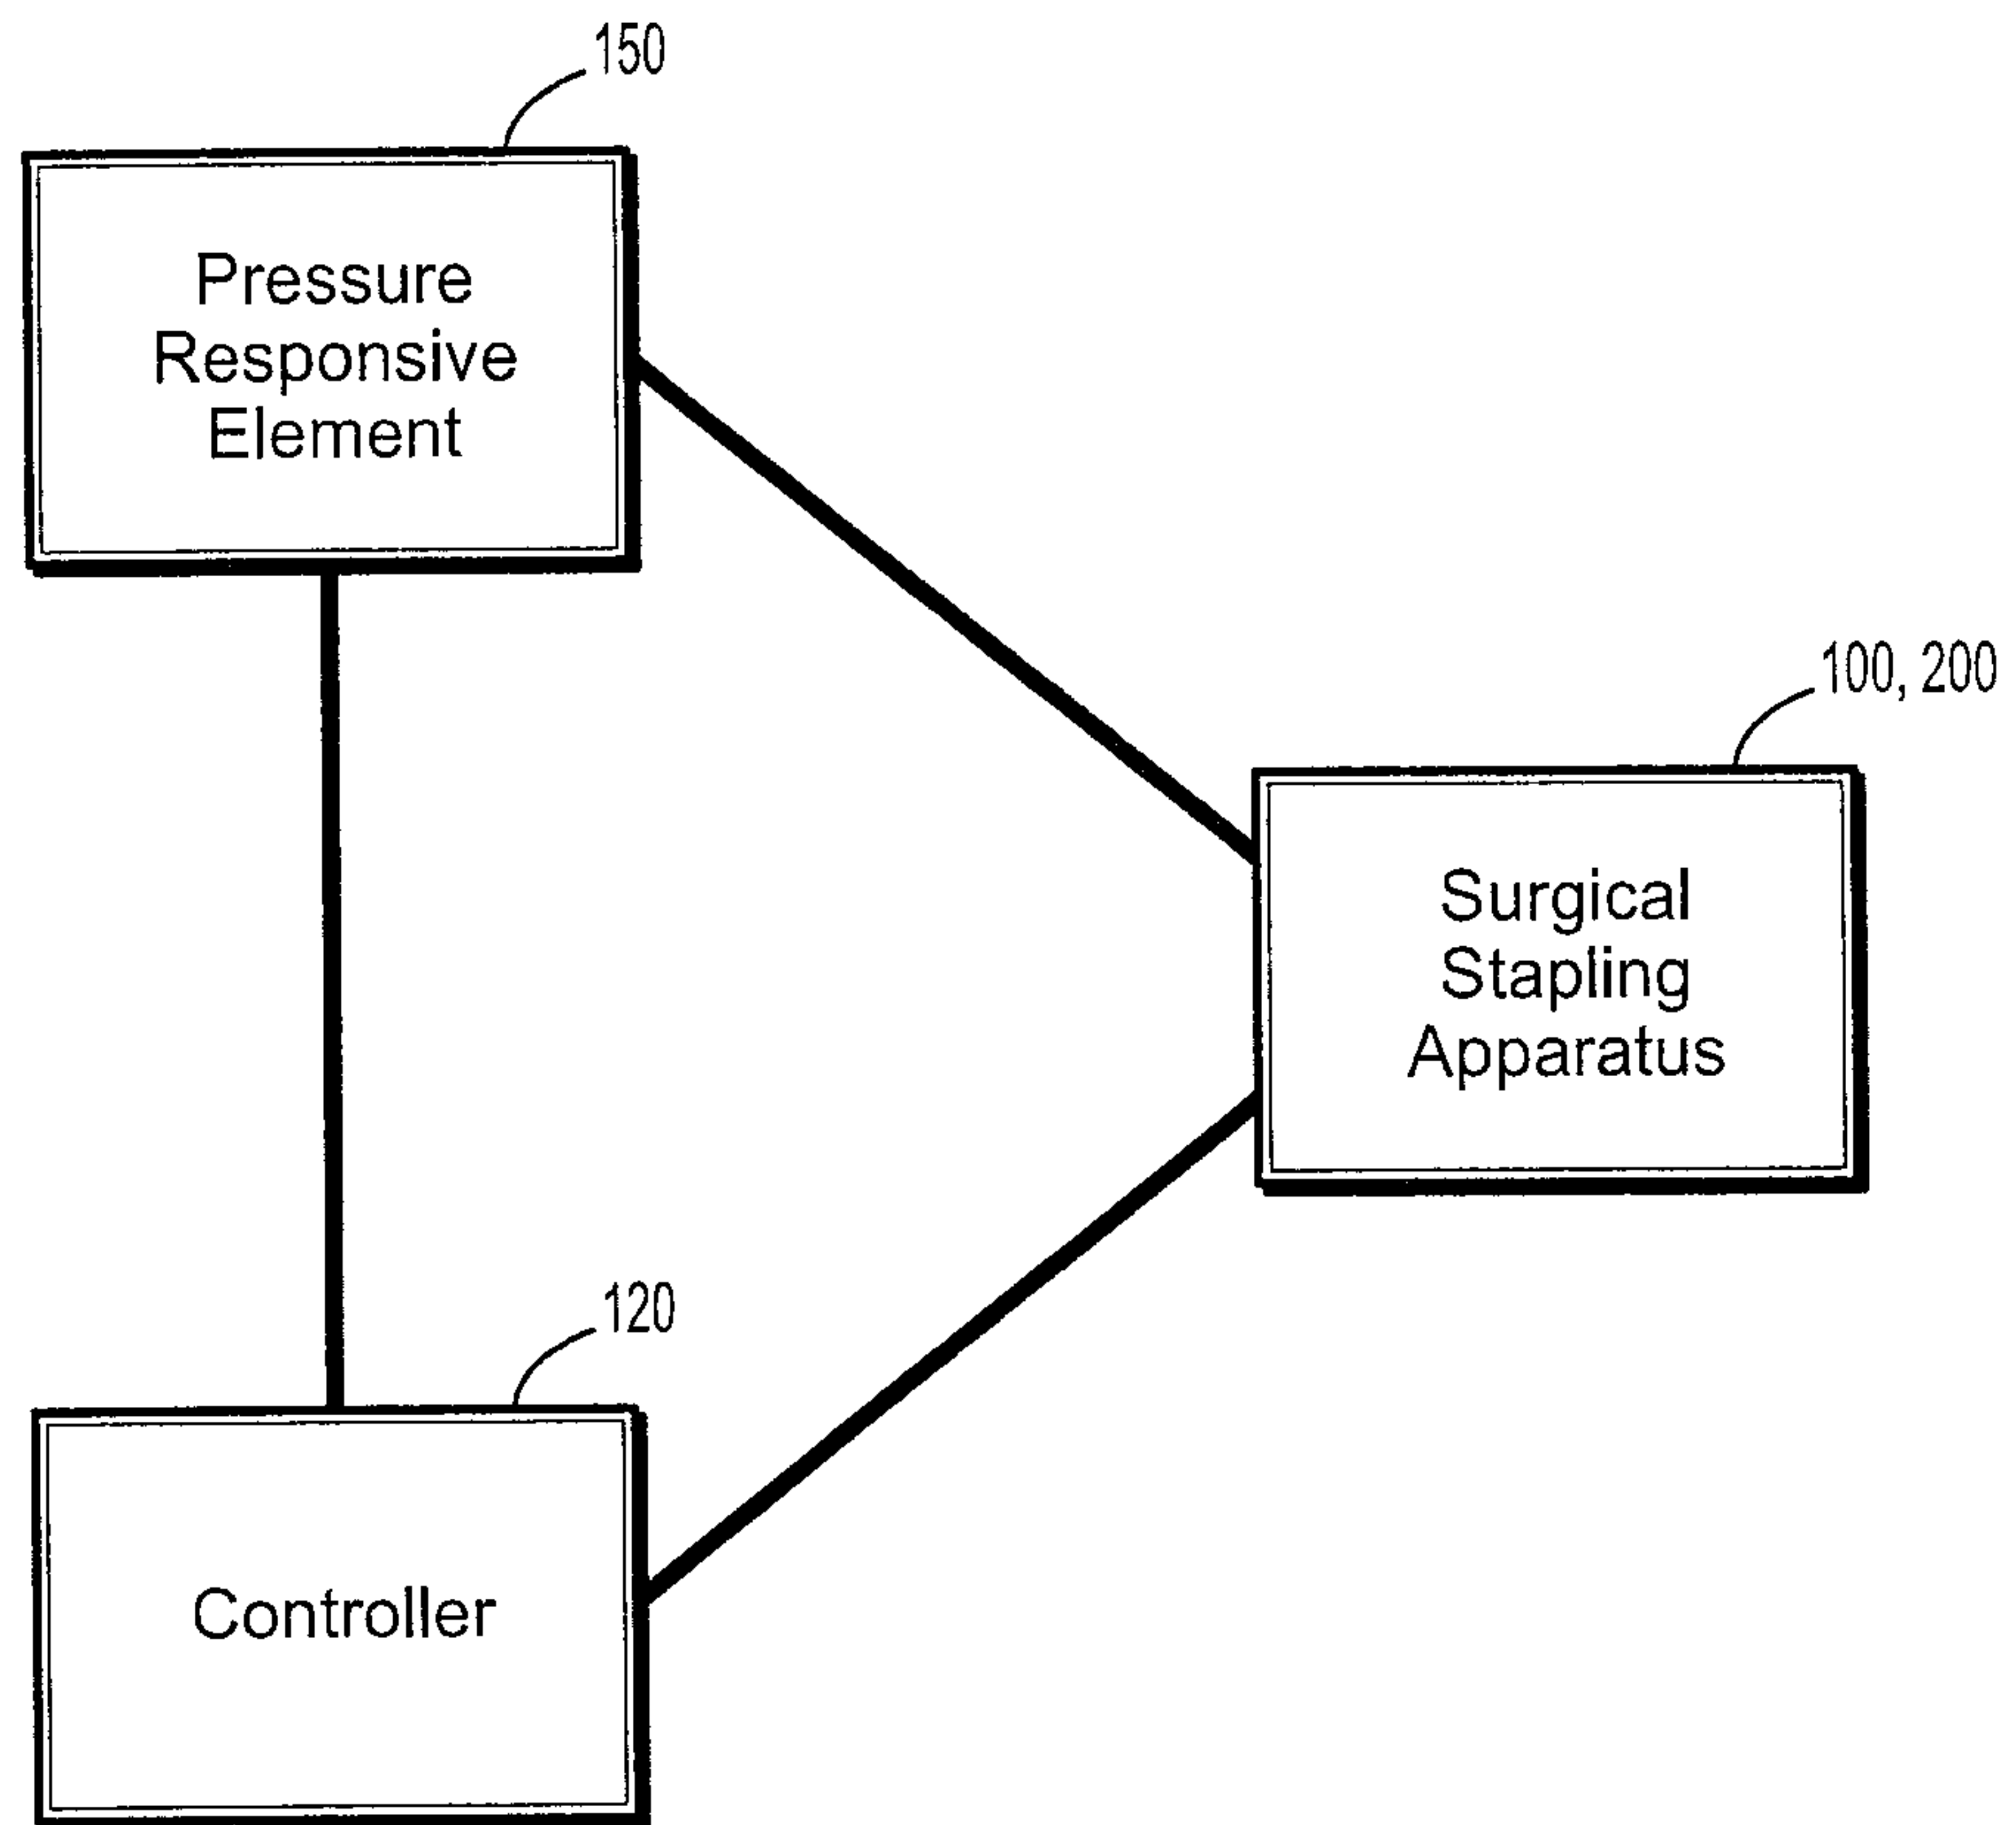 150
Pressure
Responsive
Element
100, 200
Surgical
Stapling
Apparatus
120
Controller